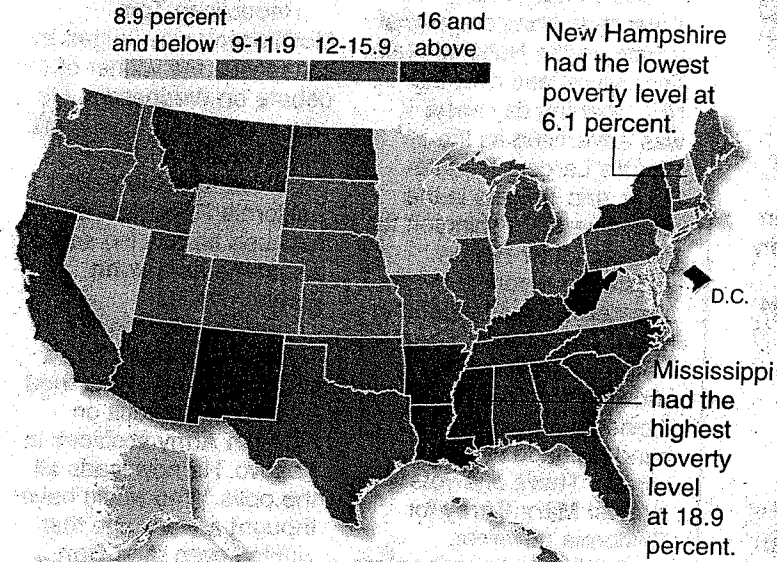 8.9 percent
and below 9-11.9 12-15.9 16 and
above
New Hampshire
had the lowest
poverty level at
6.1 percent.
D.C.
Mississippi
had the
highest
poverty
level
at 18.9
percent.